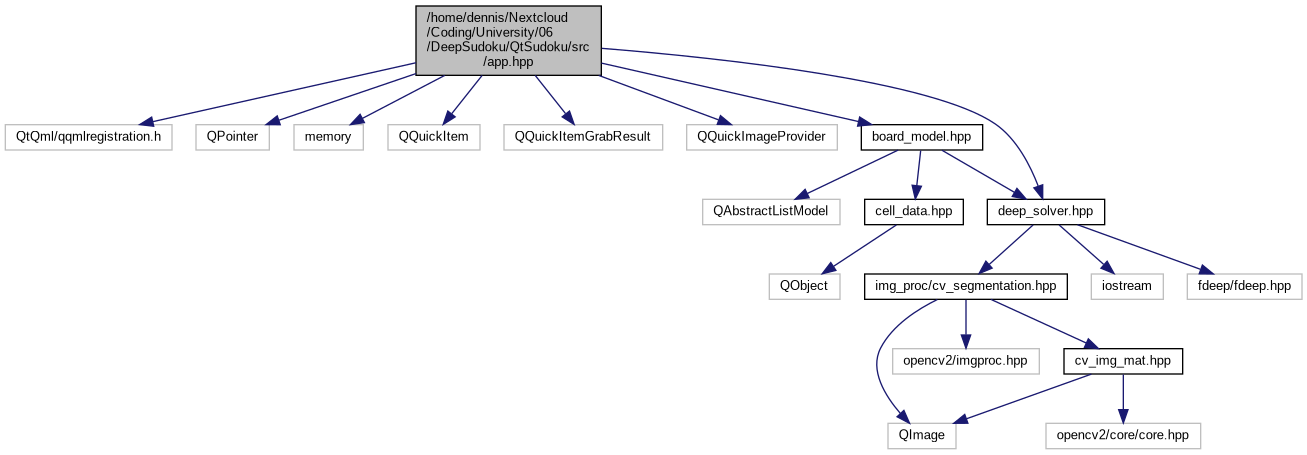 /home/dennis/Nextcloud
/Coding/University/06
/DeepSudoku/QtSudoku/src
/app.hpp
QtQml/qqmlregistration.h
QPointer
memory
QQuickItem
QQuickItemGrabResult
QQuickImageProvider
board_model.hpp
QAbstractListModel
cell_data.hpp
deep_solver.hpp
QObject
img_proc/cv_segmentation.hpp
iostream
fdeep/fdeep.hpp
opencv2/imgproc.hpp
cv_img_mat.hpp
QImage
opencv2/core/core.hpp